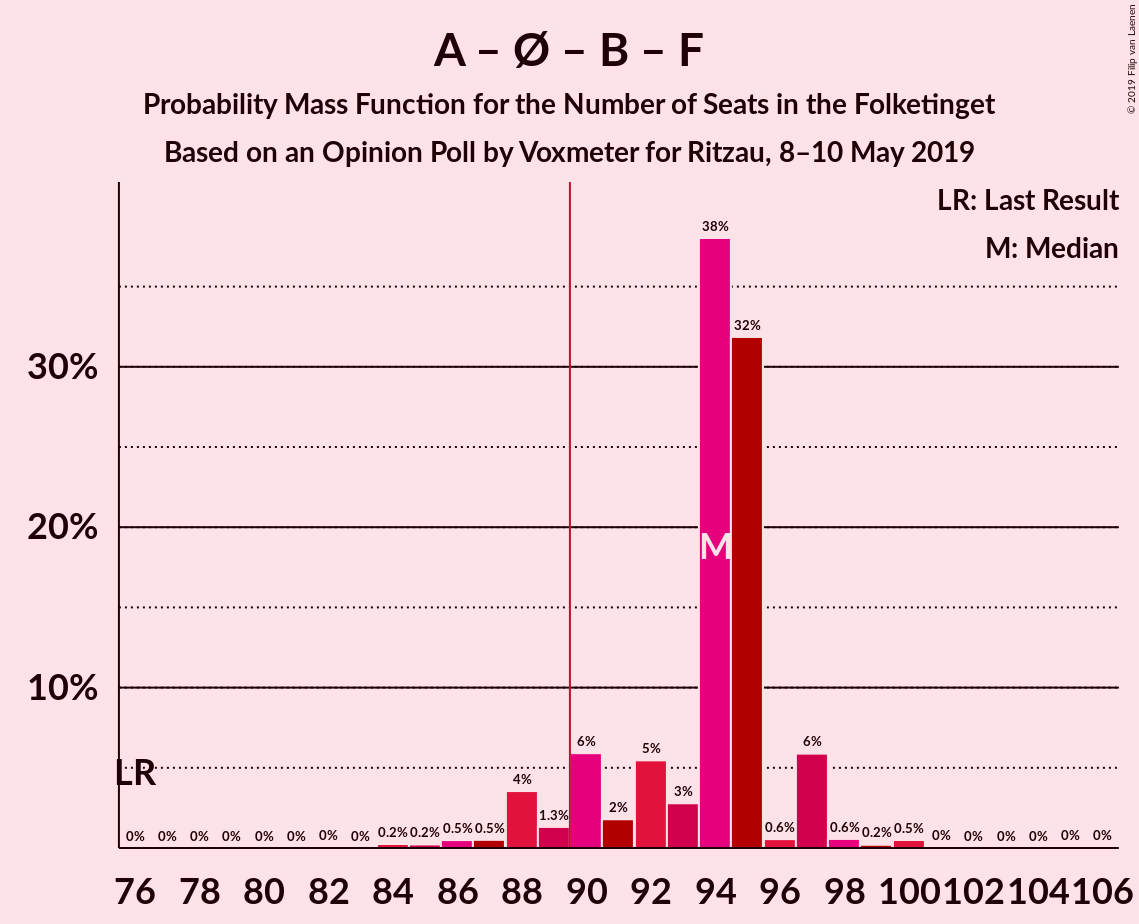 A – Ø – B – F
Probability Mass Function for the Number of Seats in the Folketinget
Based on an Opinion Poll by Voxmeter for Ritzau, 8–10 May 2019
© 2019 Filip van Laenen
LR: Last Result
M: Median
38%
32%
30%
20%
M
10%
LR
0% 0% 0% 0% 0% 0% 0% 0% 0.2% 0.2% 0.5% 0.5% 4% 1.3% 6% 2% 5% 3% 0.6% 6% 0.6% 0.2% 0.5% 0% 0% 0% 0% 0% 0%
76 78 80 82 84 86 88 90 92 94 96 98 100 102 104 106